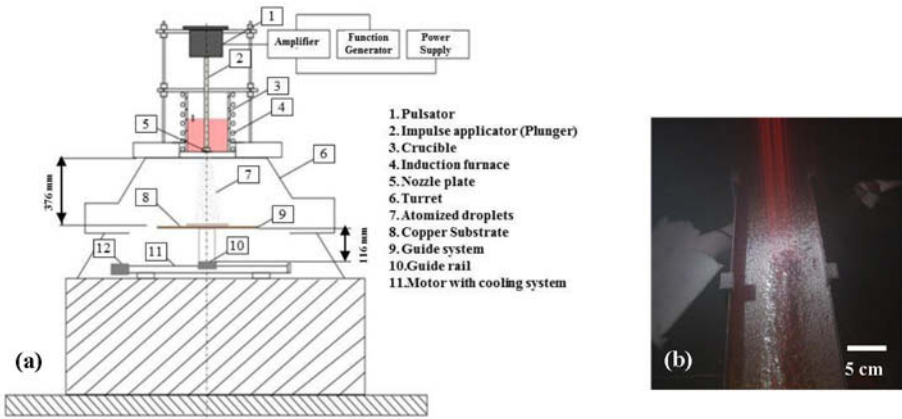 1
Amplifier
Function
Generator
Power
Supply
2
3
4
5
6
7
8
9
10
11
12
376 mm
116 mm
1. Pulsator
2. Impulse applicator (Plunger)
3. Crucible
4. Induction furnace
5. Nozzle plate
6. Turret
7. Atomized droplets
8. Copper Substrate
9. Guide system
10. Guide rail
11. Motor with cooling system
(a)
(b)
5 cm